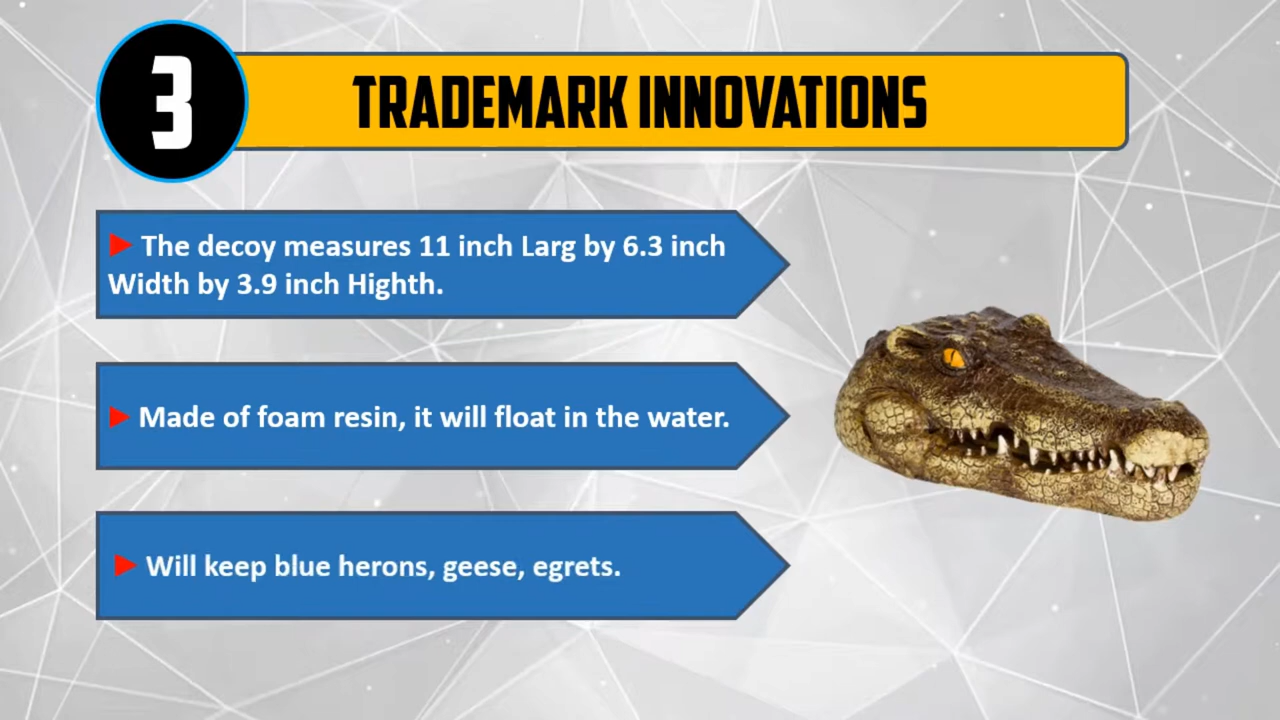 3
TRADEMARK INNOVATIONS
► The decoy measures 11 inch Larg by 6.3 inch
Width by 3.9 inch Highth.
► Made of foam resin, it will float in the water.
► Will keep blue herons, geese, egrets.